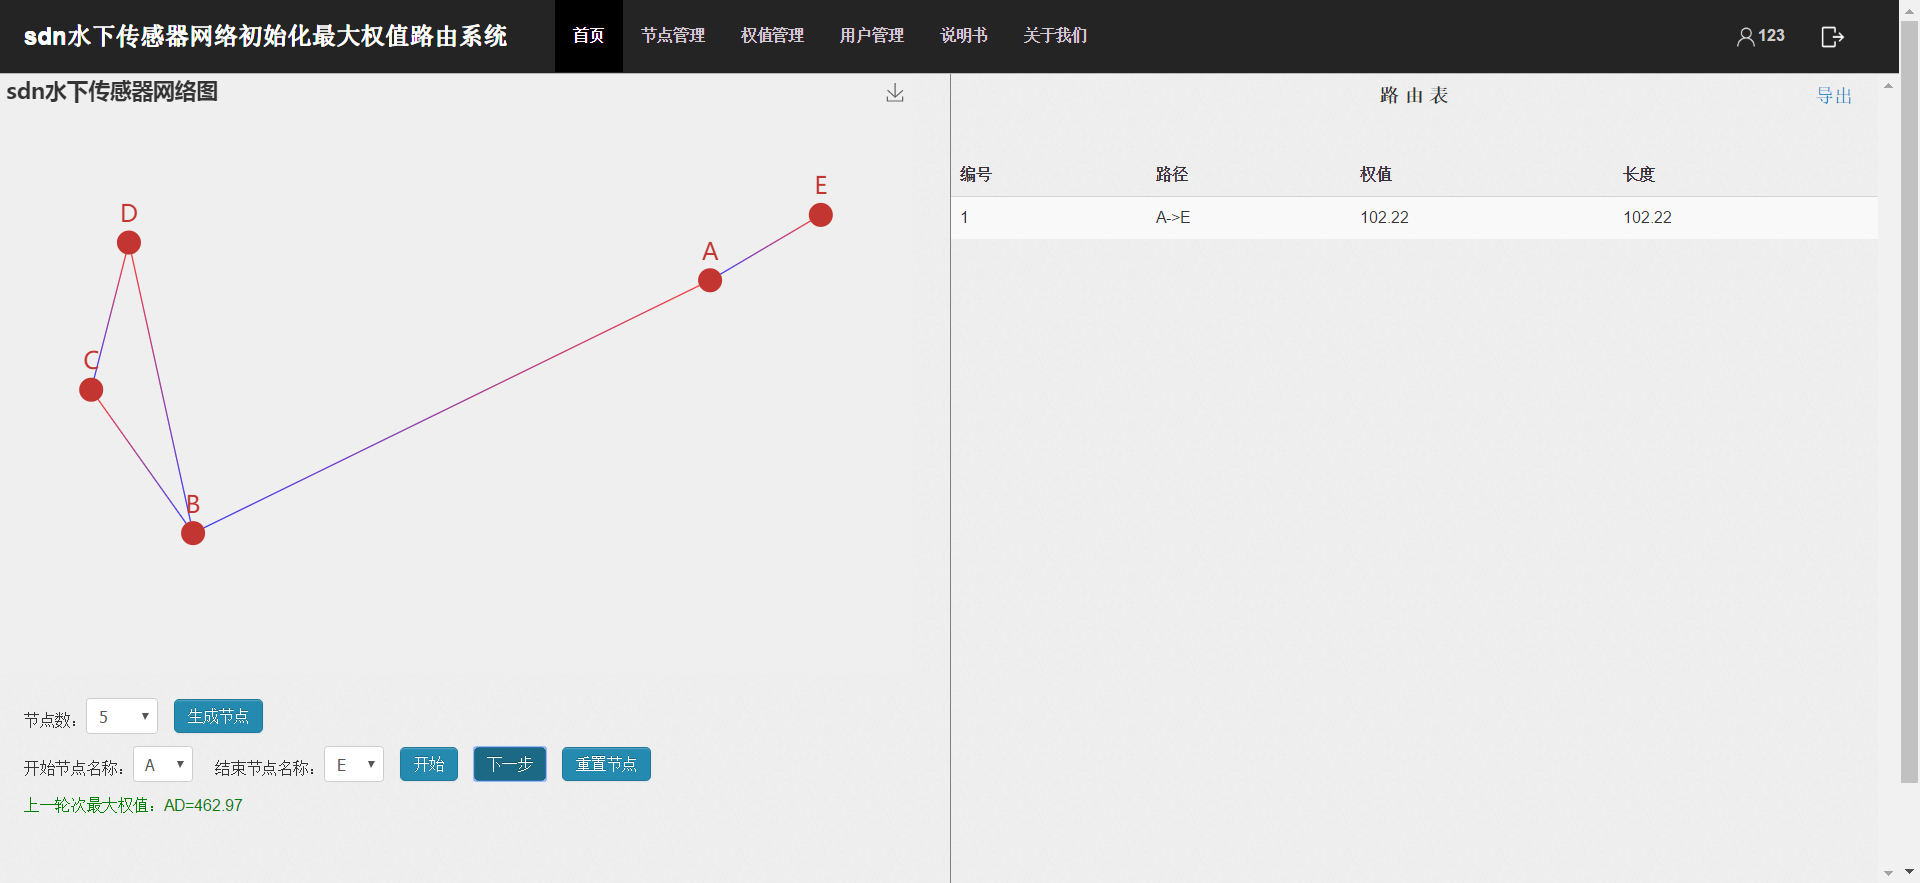 sdn水下传感器网络初始化最大权值路由系统 首页 节点管理 权值管理 用户管理 说明书 关于我们 123
sdn水下传感器网络图
E
D
A
C
B
节点数： 5 生成节点
开始节点名称： A 结束节点名称： E 开始 下一步 重置节点
上一轮次最大权值：AD=462.97
路 由 表 导出
编号 路径 权值 长度
1 A->E 102.22 102.22